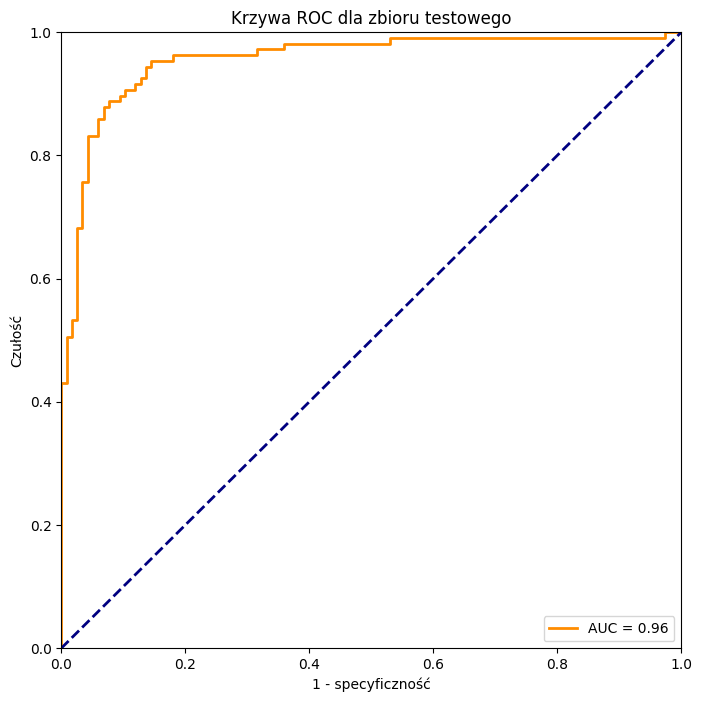 Krzywa ROC dla zbioru testowego
1.0
0.8
0.6
0.4
0.2
0.0
Czułość
0.0 0.2 0.4 0.6 0.8 1.0
1 - specyficzność
AUC = 0.96